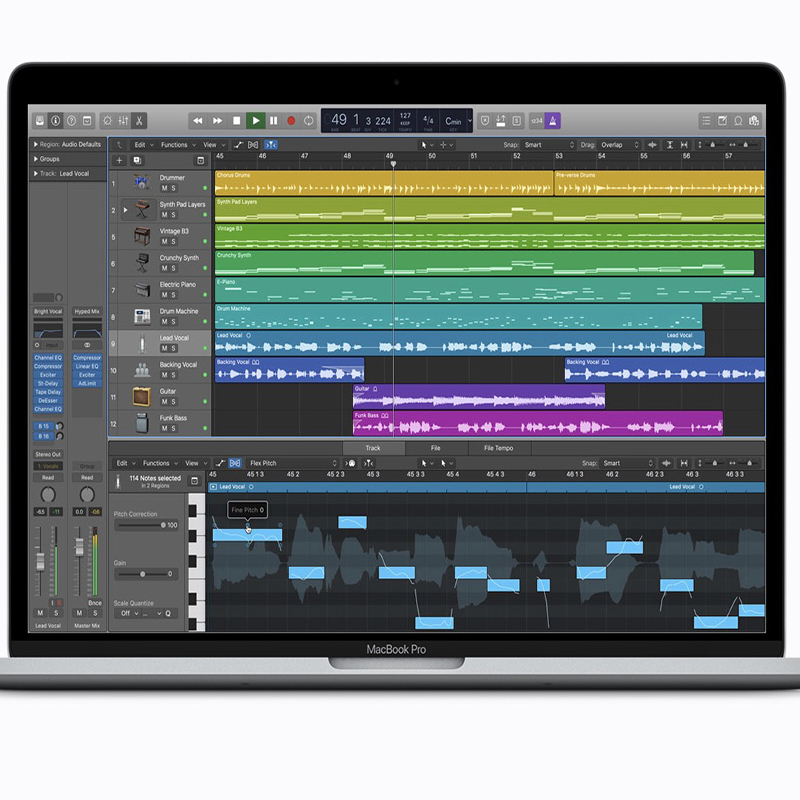 49 1 3 224 127 KEEP TEMPO 4/4 Cmin
1234
Region: Audio Defaults
Groups
Track: Lead Vocal
Edit Functions View
Snap: Smart Drag: Overlap
45 46 47 48 49 50 51 52 53 54 55 56 57
1 Drummer
M S
Chorus Drums
Pre-verse Drums
2 Synth Pad Layers
M S
Synth Pad Layers
5 Vintage B3
M S
Vintage B3
6 Crunchy Synth
M S
Crunchy Synth
7 Electric Piano
M S
E-Piano
8 Drum Machine
M S
Drum Machine
9 Lead Vocal
M S
Lead Vocal
Lead Vocal
10 Backing Vocal
M S
Backing Vocal
Backing Vocal
11 Guitar
M S
Guitar
12 Funk Bass
M S
Funk Bass
Bright Vocal Hyped Mix
Input
Channel EQ Compressor
Compressor Linear EQ
Exciter Exciter
St-Delay AdLimit
Tape Delay
DeEsser
Channel EQ
B 15
B 16
Stereo Out
1: Vocals Group
Read Read
-6.5 -11 0.0 -0.6
I R Bnce
M S M S
Lead Vocal Master Mix
Track File File Tempo
Edit Functions View Flex Pitch
Snap: Smart
114 Notes selected
in 2 Regions
45 45 1 3 45 2 45 2 3 45 3 45 3 3 45 4 45 4 3 46 46 1 3 46 2 46 2 3 46 3 46 3 3
Lead Vocal
Lead Vocal
Fine Pitch 0
Pitch Correction
100
Gain
0
Scale Quantize
Off ... Q
MacBook Pro